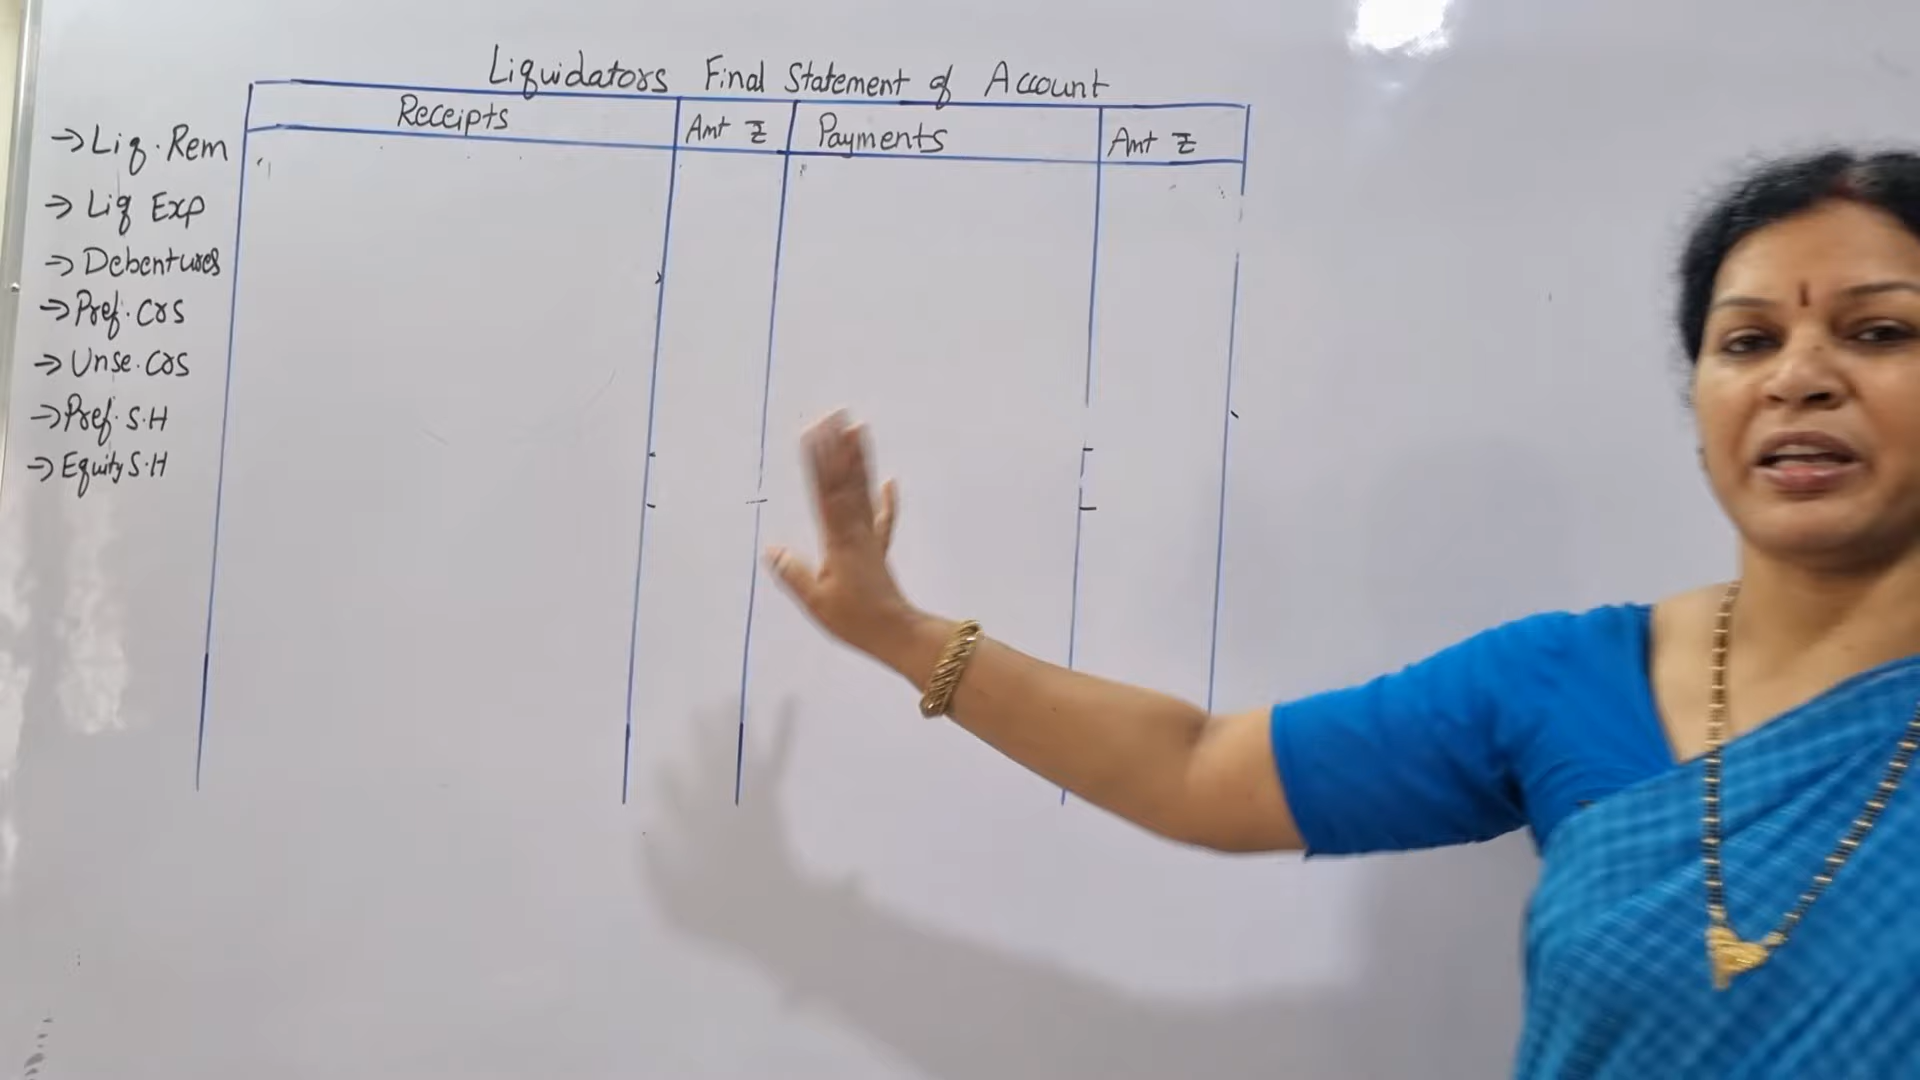 Liquidators Final Statement of Account
Receipts Amt ₹ Payments Amt ₹
→ Liq. Rem
→ Liq Exp
→ Debentures
→ Pref. Crs
→ Unse. Crs
→ Pref. S.H
→ Equity S.H